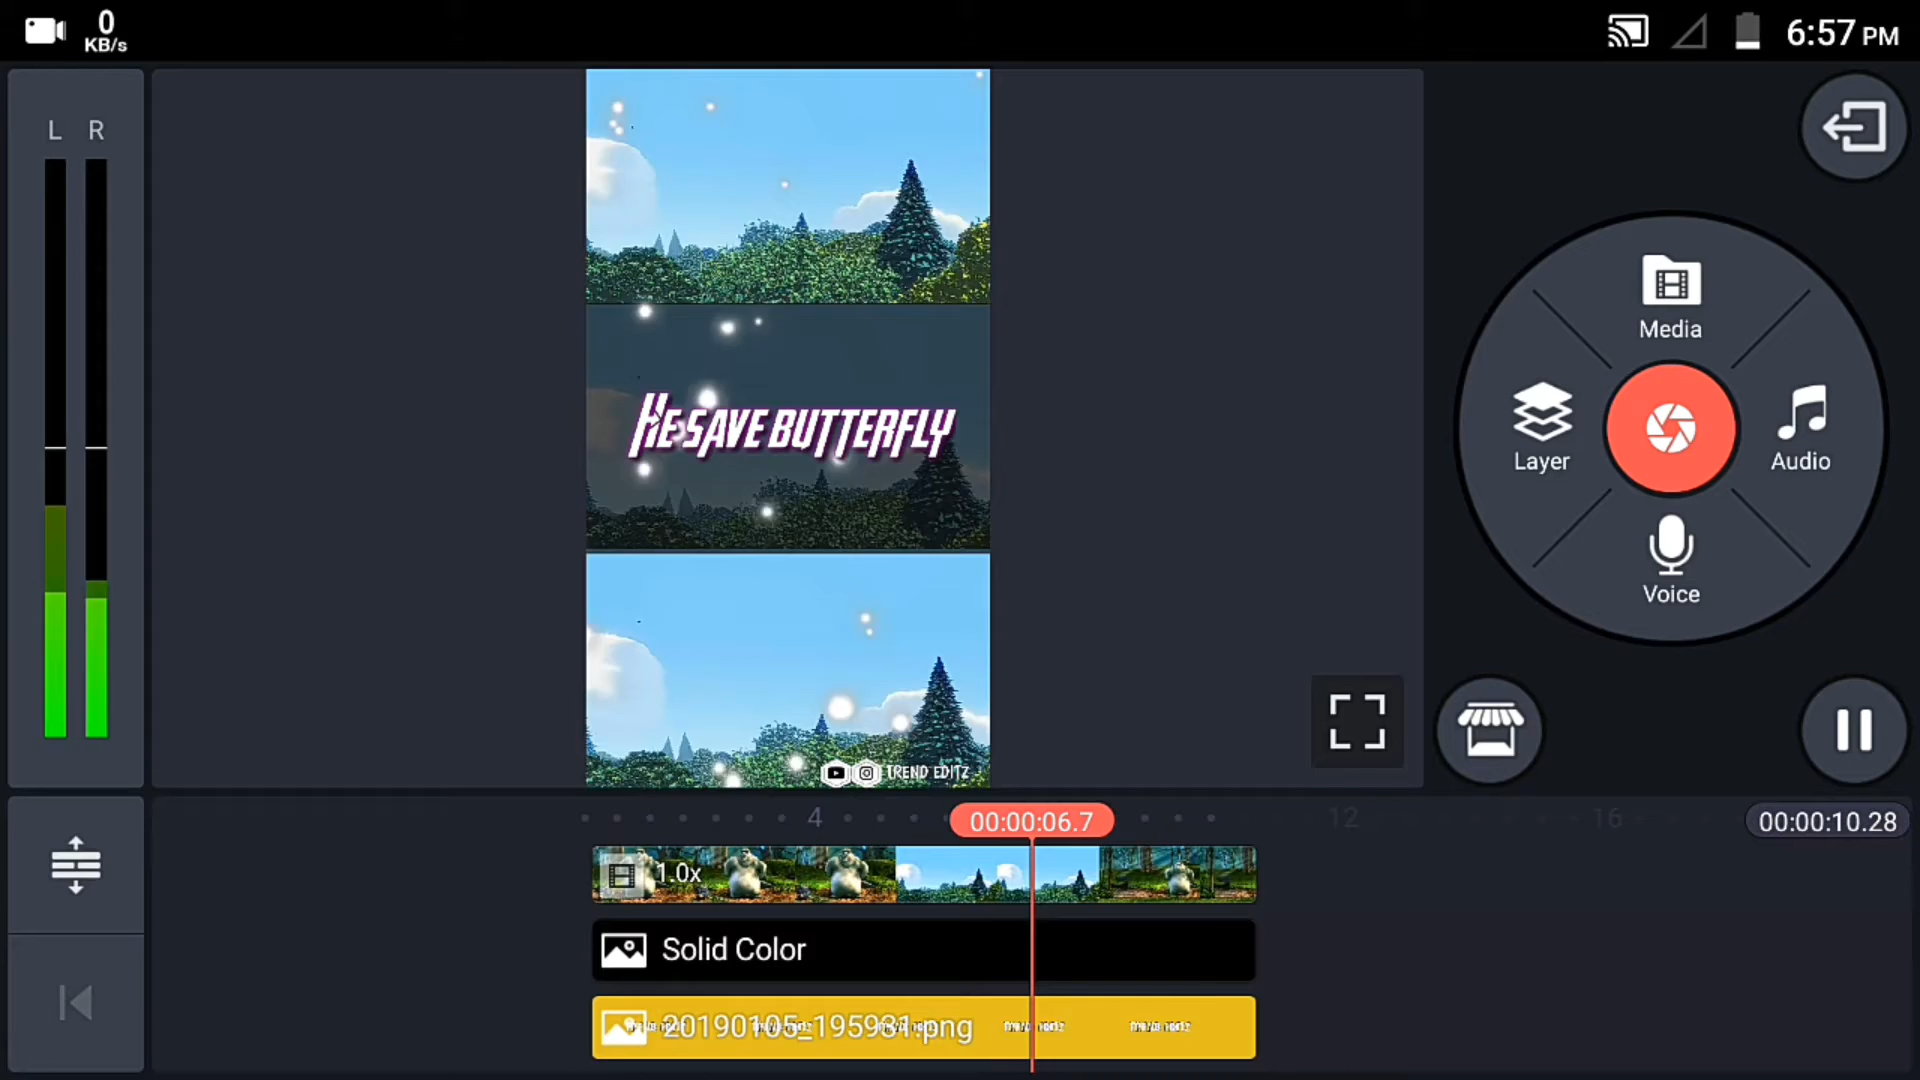 0
KB/s
6:57 PM
L R
Media
Layer
Audio
Voice
HE SAVE BUTTERFLY
TREND EDITZ
4
00:00:06.7
12
16
00:00:10.28
1.0x
Solid Color
20190105_195931.png